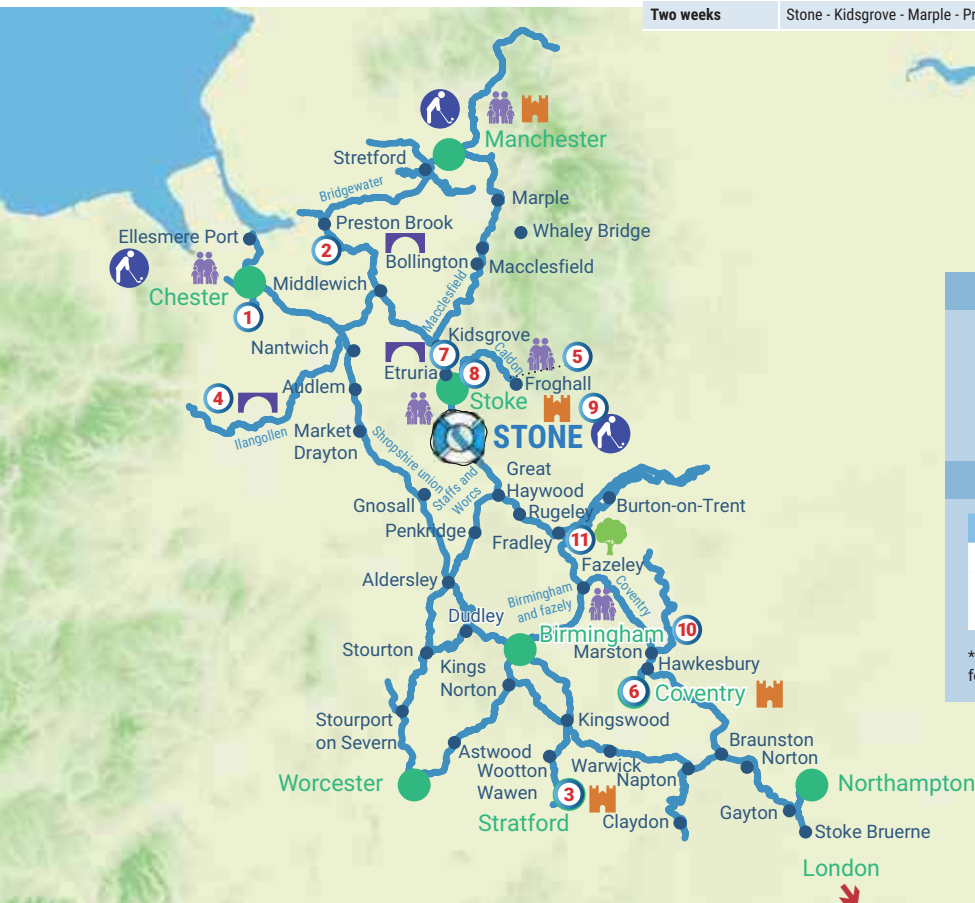 Two weeks
Stone - Kidsgrove - Marple - Pr
Manchester
Stretford
Bridgewater
Marple
Preston Brook
Whaley Bridge
Ellesmere Port
2
Bollington
Macclesfield
Middlewich
Chester
1
Macclesfield
Kidsgrove
Nantwich
7
Caldon
5
Etruria
8
Froghall
Audlem
4
Stoke
9
llangollen
Market
Drayton
STONE
Shropshire union
Staffs and
Worcs
Great
Haywood
Gnosall
Rugeley
Burton-on-Trent
Penkridge
Fradley
11
Fazeley
Aldersley
Birmingham
and fazely
Coventry
Dudley
Birmingham
10
Stourton
Marston
Kings
Norton
Hawkesbury
6
Coventry
Stourport
on Severn
Kingswood
Astwood
Braunston
Norton
Wootton
Wawen
Warwick
Napton
Worcester
3
Northampton
Stratford
Claydon
Gayton
Stoke Bruerne
London
*
f